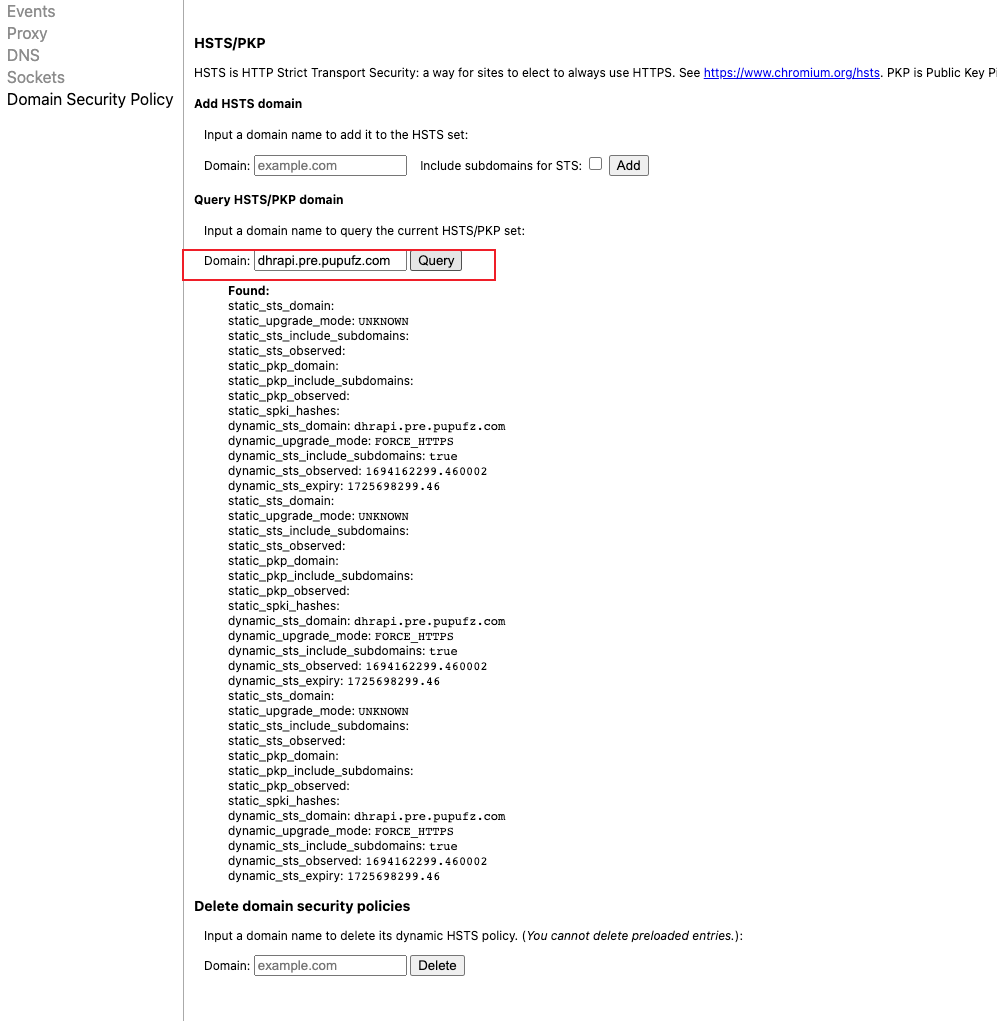 Events
Proxy
DNS
Sockets
Domain Security Policy
HSTS/PKP
HSTS is HTTP Strict Transport Security: a way for sites to elect to always use HTTPS. See https://www.chromium.org/hsts. PKP is Public Key Pi
Add HSTS domain
Input a domain name to add it to the HSTS set:
Domain: example.com Include subdomains for STS: Add
Query HSTS/PKP domain
Input a domain name to query the current HSTS/PKP set:
Domain: dhrapi.pre.pupufz.com Query
Found:
static_sts_domain:
static_upgrade_mode: UNKNOWN
static_sts_include_subdomains:
static_sts_observed:
static_pkp_domain:
static_pkp_include_subdomains:
static_pkp_observed:
static_spki_hashes:
dynamic_sts_domain: dhrapi.pre.pupufz.com
dynamic_upgrade_mode: FORCE_HTTPS
dynamic_sts_include_subdomains: true
dynamic_sts_observed: 1694162299.460002
dynamic_sts_expiry: 1725698299.46
static_sts_domain:
static_upgrade_mode: UNKNOWN
static_sts_include_subdomains:
static_sts_observed:
static_pkp_domain:
static_pkp_include_subdomains:
static_pkp_observed:
static_spki_hashes:
dynamic_sts_domain: dhrapi.pre.pupufz.com
dynamic_upgrade_mode: FORCE_HTTPS
dynamic_sts_include_subdomains: true
dynamic_sts_observed: 1694162299.460002
dynamic_sts_expiry: 1725698299.46
static_sts_domain:
static_upgrade_mode: UNKNOWN
static_sts_include_subdomains:
static_sts_observed:
static_pkp_domain:
static_pkp_include_subdomains:
static_pkp_observed:
static_spki_hashes:
dynamic_sts_domain: dhrapi.pre.pupufz.com
dynamic_upgrade_mode: FORCE_HTTPS
dynamic_sts_include_subdomains: true
dynamic_sts_observed: 1694162299.460002
dynamic_sts_expiry: 1725698299.46
Delete domain security policies
Input a domain name to delete its dynamic HSTS policy. (You cannot delete preloaded entries.):
Domain: example.com Delete